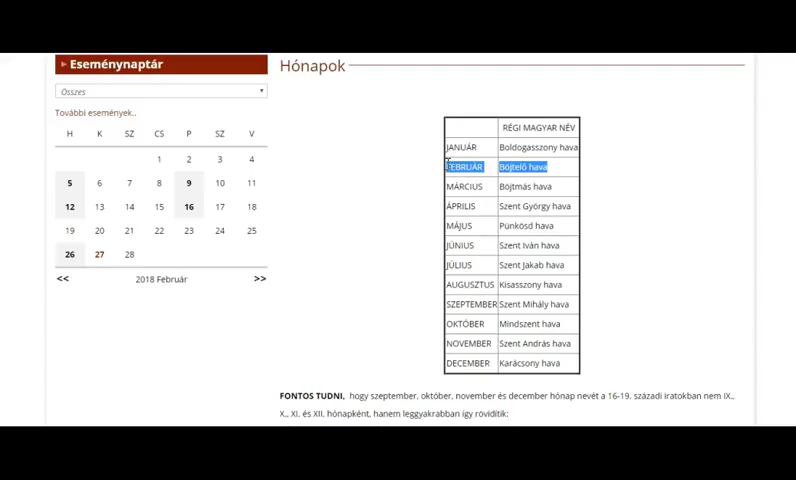 Eseménynaptár
Összes
További események..
H K SZ CS P SZ V
1 2 3 4
5 6 7 8 9 10 11
12 13 14 15 16 17 18
19 20 21 22 23 24 25
26 27 28
<< 2018 Február >>
Hónapok
RÉGI MAGYAR NÉV
JANUÁR Boldogasszony hava
FEBRUÁR Böjtelő hava
MÁRCIUS Böjtmás hava
ÁPRILIS Szent György hava
MÁJUS Pünkösd hava
JÚNIUS Szent Iván hava
JÚLIUS Szent Jakab hava
AUGUSZTUS Kisasszony hava
SZEPTEMBER Szent Mihály hava
OKTÓBER Mindszent hava
NOVEMBER Szent András hava
DECEMBER Karácsony hava
FONTOS TUDNI, hogy szeptember, október, november és december hónap nevét a 16-19. századi iratokban nem IX.,
X., XI. és XII. hónapként, hanem leggyakrabban így rövidítik: